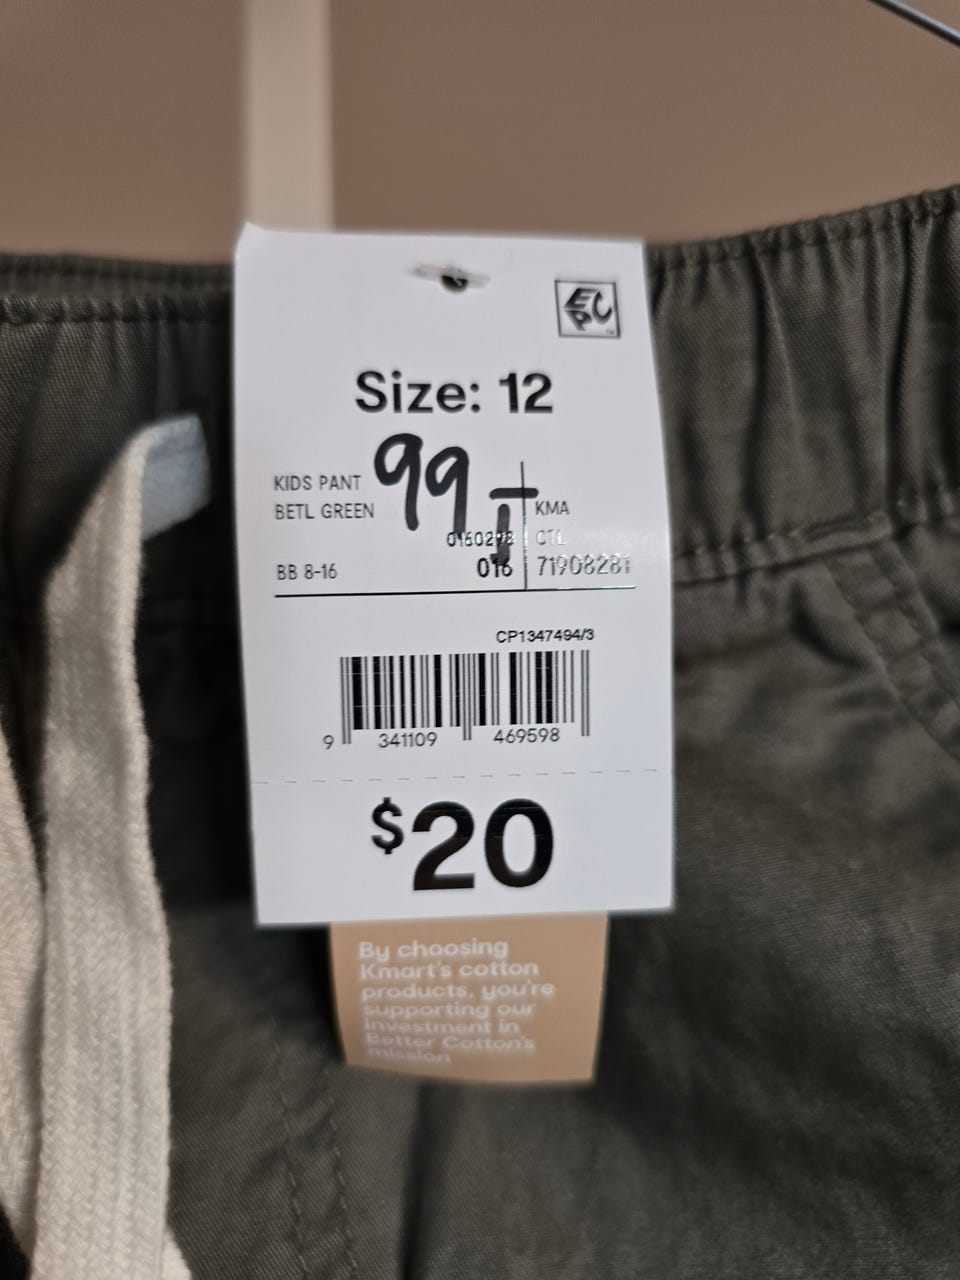 EPC
Size: 12
99
KIDS PANT
BETL GREEN
KMA
CTL
BB 8-16
016
71908281
CP1347494/3
9 341109 469598
$20
By choosing
Kmart's cotton
products, you're
supporting our
investment in
Better Cotton's
mission